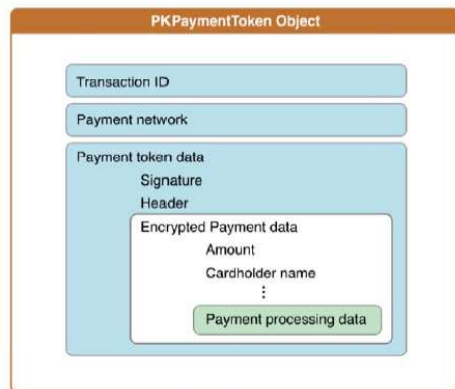 PKPaymentToken Object
Transaction ID
Payment network
Payment token data
Signature
Header
Encrypted Payment data
Amount
Cardholder name
⋮
Payment processing data